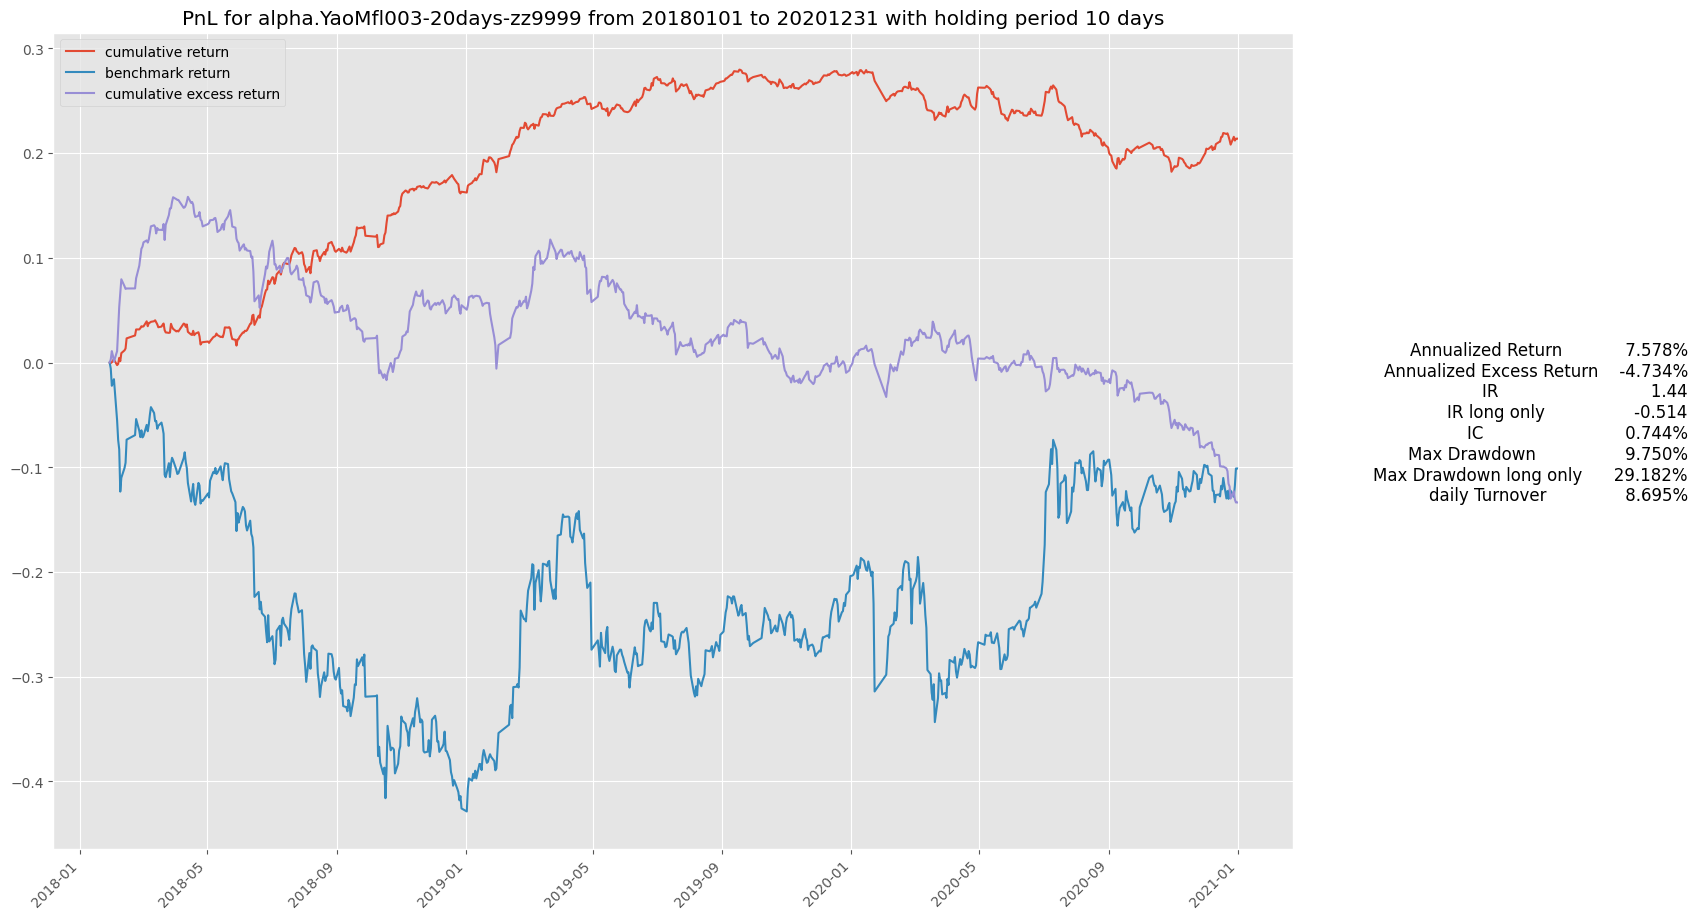 PnL for alpha.YaoMfl003-20days-zz9999 from 20180101 to 20201231 with holding period 10 days
cumulative return
benchmark return
cumulative excess return
0.3
0.2
0.1
0.0
−0.1
−0.2
−0.3
−0.4
2018-01
2018-05
2018-09
2019-01
2019-05
2019-09
2020-01
2020-05
2020-09
2021-01
Annualized Return 7.578%
Annualized Excess Return -4.734%
IR 1.44
IR long only -0.514
IC 0.744%
Max Drawdown 9.750%
Max Drawdown long only 29.182%
daily Turnover 8.695%